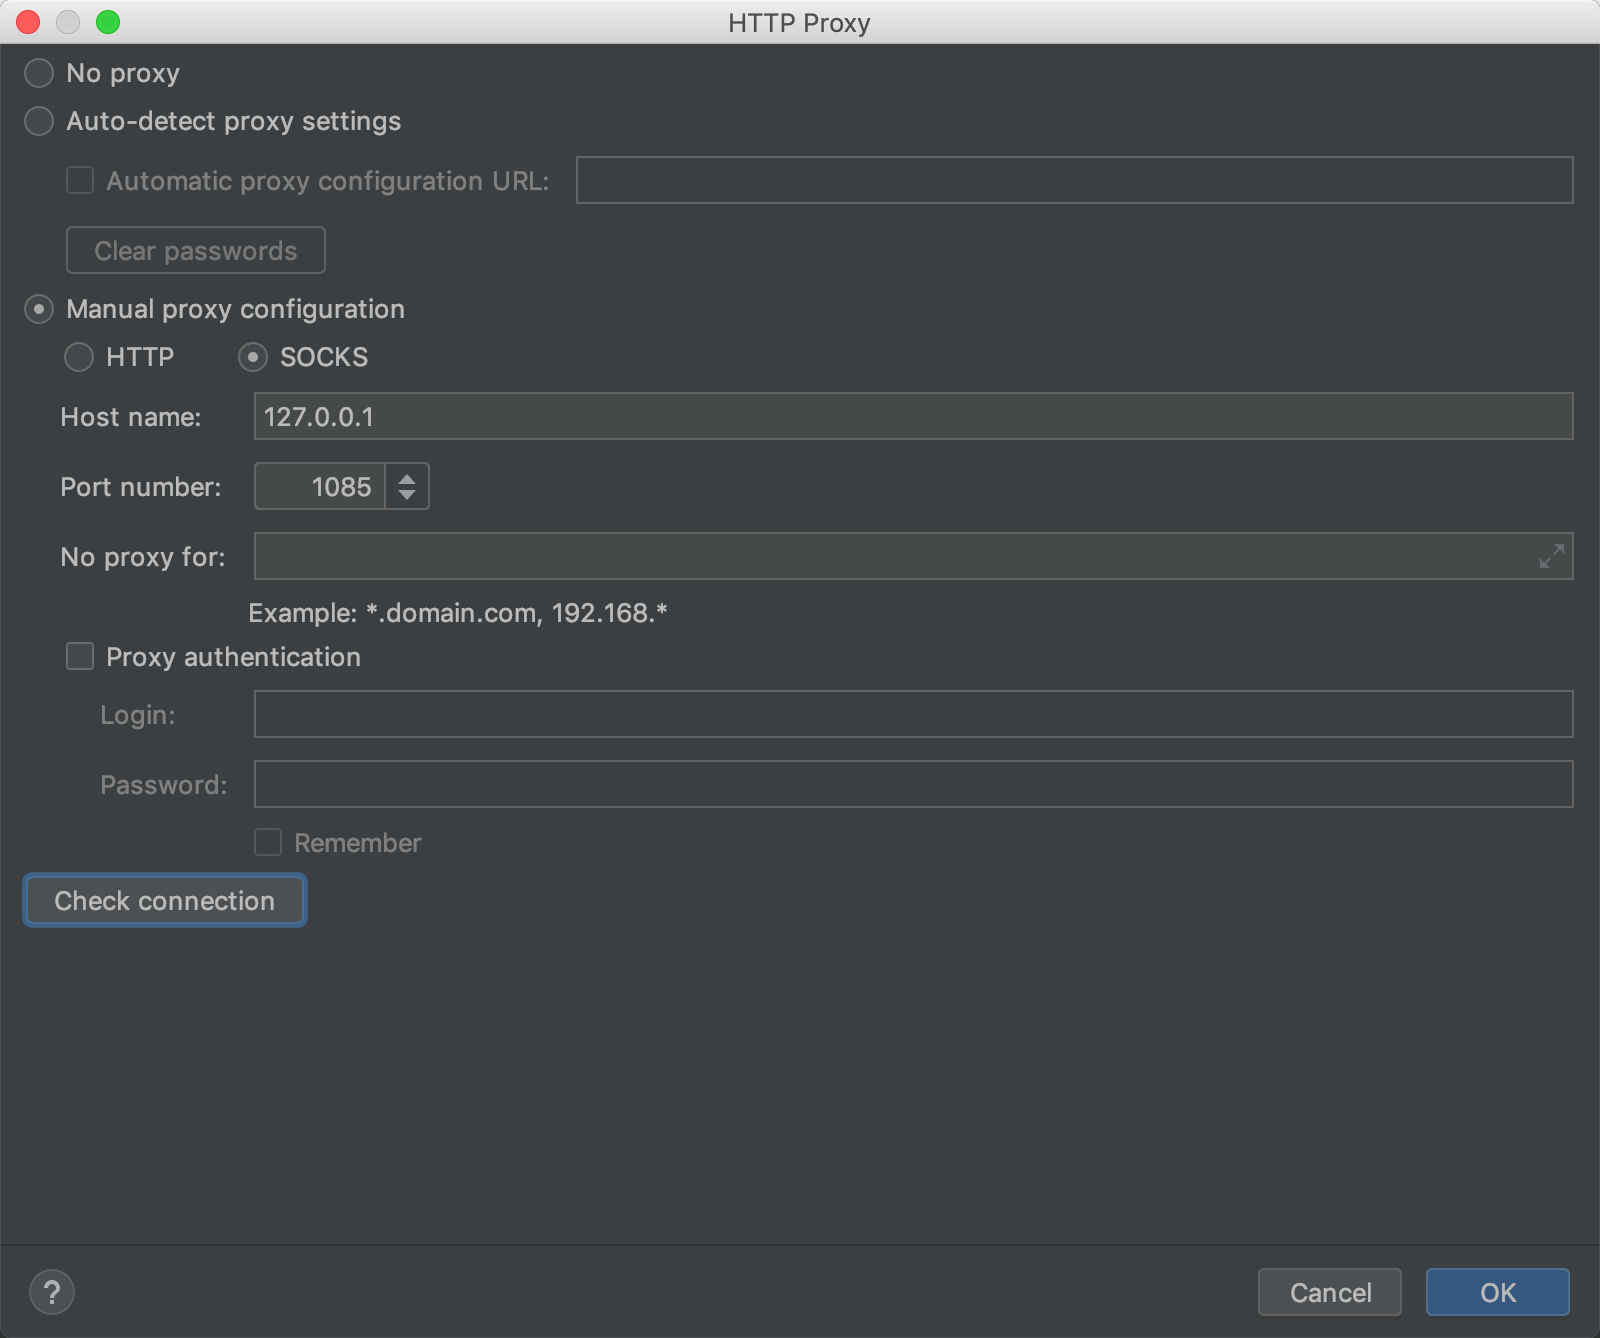 HTTP Proxy
No proxy
Auto-detect proxy settings
Automatic proxy configuration URL:
Clear passwords
Manual proxy configuration
HTTP SOCKS
Host name: 127.0.0.1
Port number: 1085
No proxy for:
Example: *.domain.com, 192.168.*
Proxy authentication
Login:
Password:
Remember
Check connection
? Cancel OK